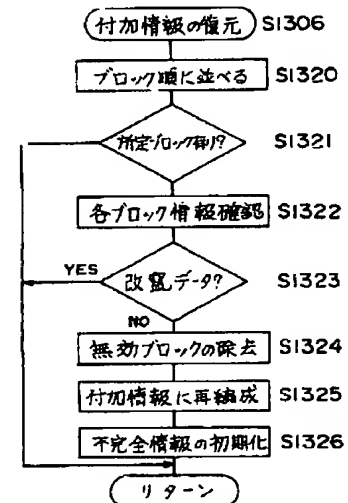 付加情報の復元 S1306
ブロック順に並べる S1320
所定ブロック有り? S1321
各ブロック情報確認 S1322
YES
改竄データ? S1323
NO
無効ブロックの除去 S1324
付加情報に再編成 S1325
不完全情報の初期化 S1326
リターン